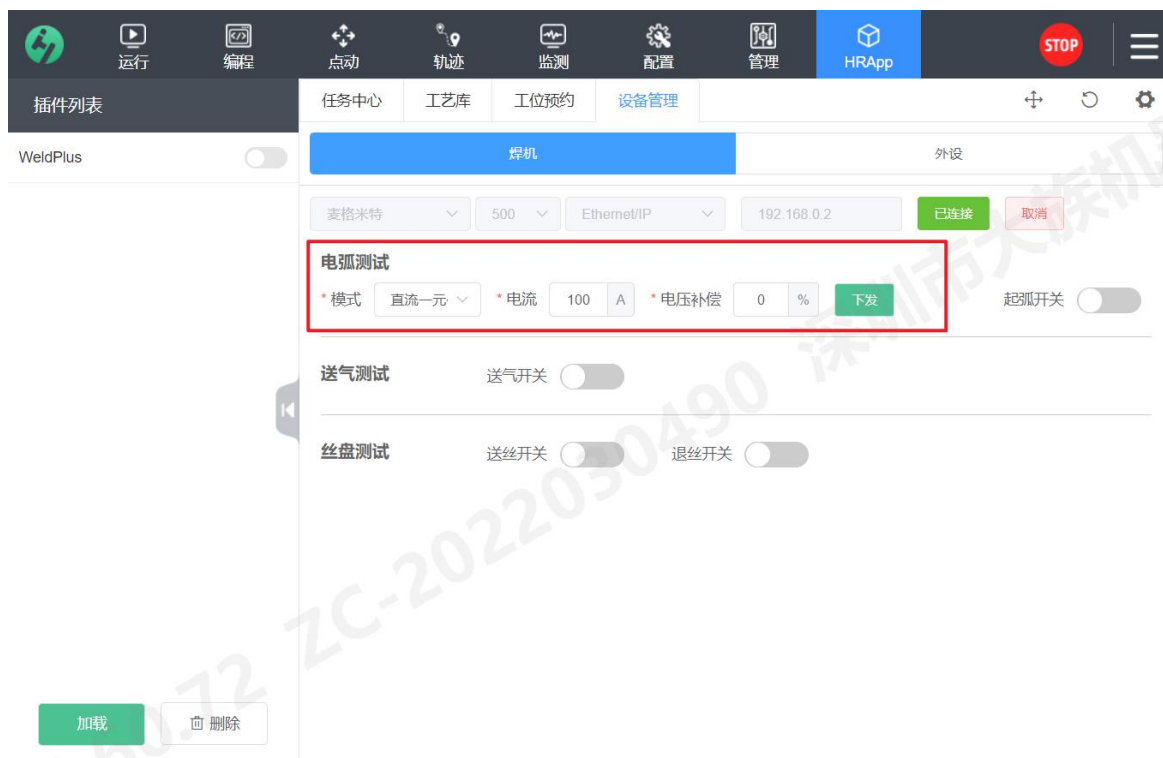 运行 编程 点动 轨迹 监测 配置 管理 HRApp STOP
插件列表 任务中心 工艺库 工位预约 设备管理
WeldPlus 焊机 外设
麦格米特 500 Ethernet/IP 192.168.0.2 已连接 取消
电弧测试
*模式 直流一元 *电流 100 A *电压补偿 0 % 下发 起弧开关
送气测试 送气开关
丝盘测试 送丝开关 退丝开关
加载 删除
60.72 ZC-2022030490 深圳市大族机